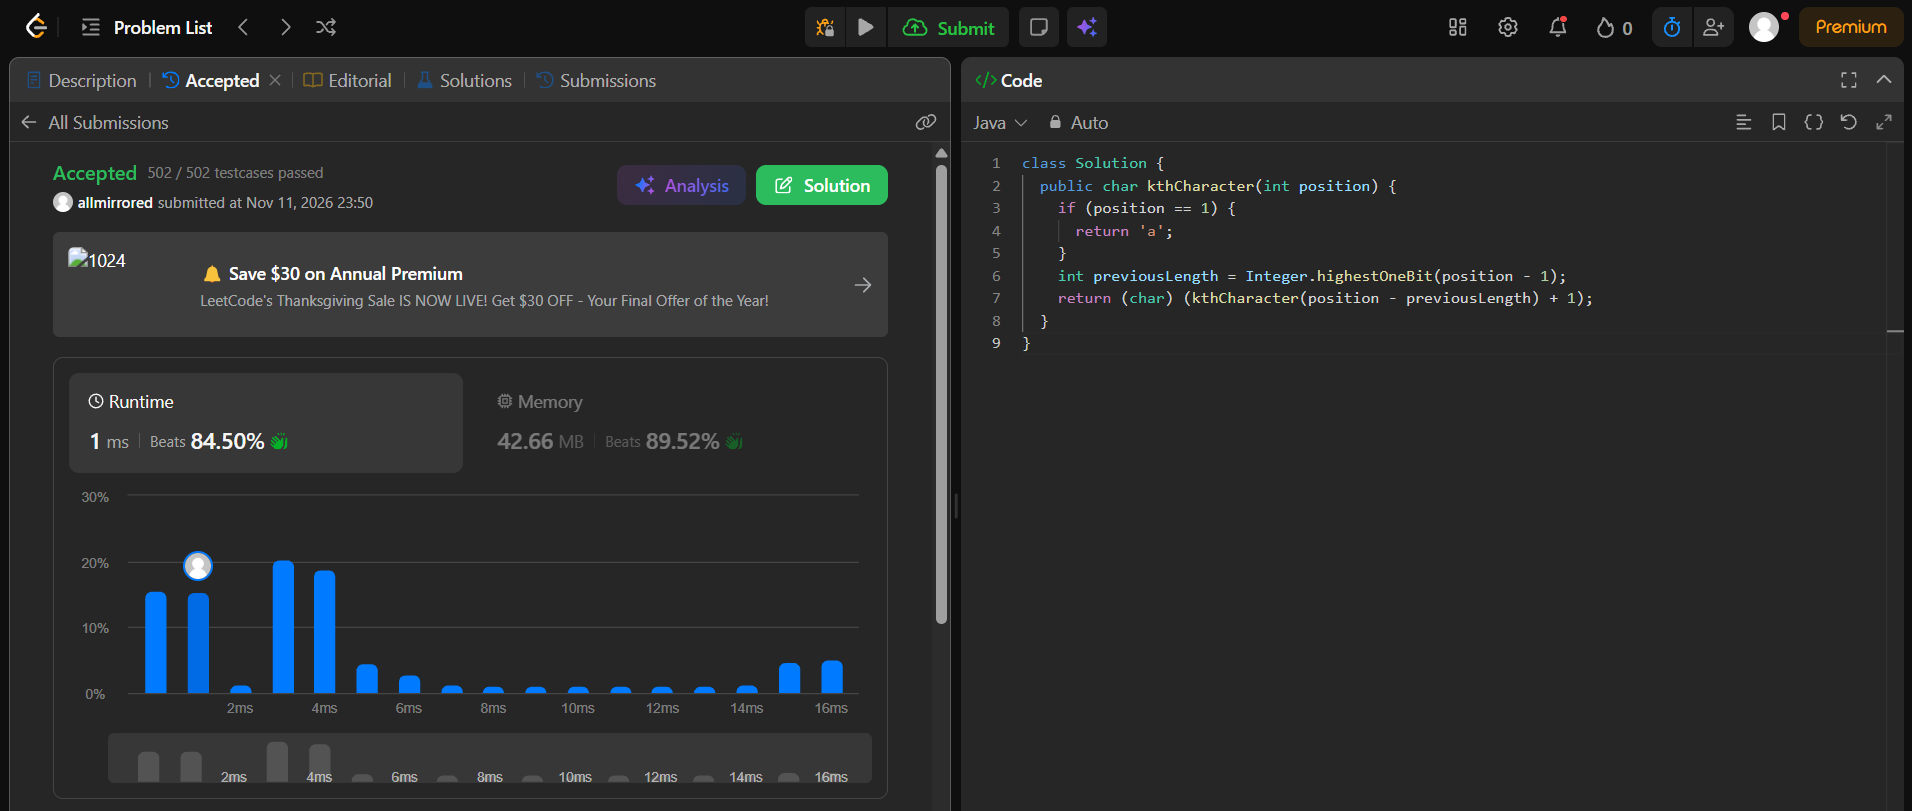 Problem List
Submit
0
Premium
Description
Accepted
Editorial
Solutions
Submissions
All Submissions
Accepted 502 / 502 testcases passed
allmirrored submitted at Nov 11, 2026 23:50
Analysis
Solution
1024
Save $30 on Annual Premium
LeetCode's Thanksgiving Sale IS NOW LIVE! Get $30 OFF - Your Final Offer of the Year!
Runtime
1 ms Beats 84.50%
Memory
42.66 MB Beats 89.52%
30%
20%
10%
0%
2ms 4ms 6ms 8ms 10ms 12ms 14ms 16ms
2ms 4ms 6ms 8ms 10ms 12ms 14ms 16ms
</> Code
Java
Auto
1 class Solution {
2 public char kthCharacter(int position) {
3 if (position == 1) {
4 return 'a';
5 }
6 int previousLength = Integer.highestOneBit(position - 1);
7 return (char) (kthCharacter(position - previousLength) + 1);
8 }
9 }